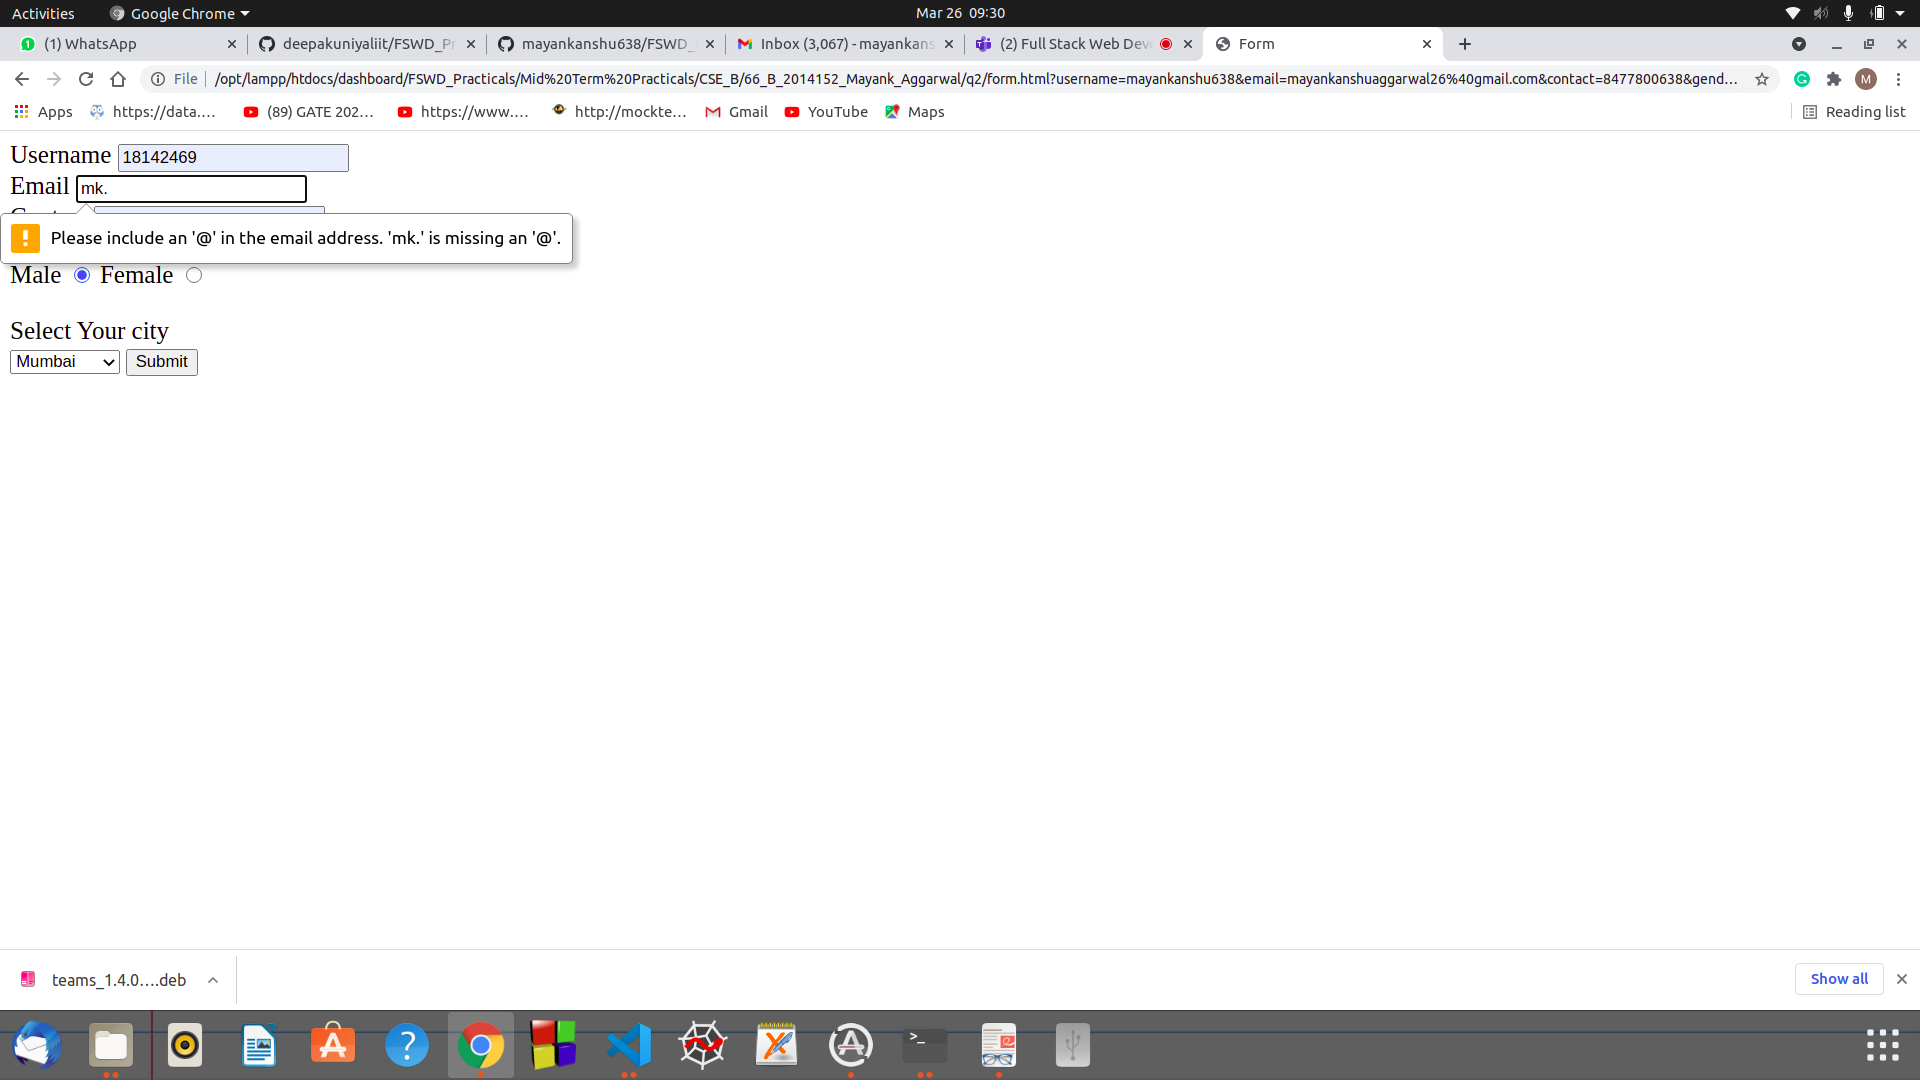 Activities
Google Chrome
Mar 26 09:30
(1) WhatsApp
deepakuniyaliit/FSWD_Pr
mayankanshu638/FSWD_
Inbox (3,067) - mayankans
(2) Full Stack Web Dev
Form
File
/opt/lampp/htdocs/dashboard/FSWD_Practicals/Mid%20Term%20Practicals/CSE_B/66_B_2014152_Mayank_Aggarwal/q2/form.html?username=mayankanshu638&email=mayankanshuaggarwal26%40gmail.com&contact=8477800638&gend...
M
Apps
https://data....
(89) GATE 202...
https://www....
http://mockte...
Gmail
YouTube
Maps
Reading list
Username 18142469
Email mk.
Please include an '@' in the email address. 'mk.' is missing an '@'.
Male Female
Select Your city
Mumbai Submit
teams_1.4.0....deb
Show all